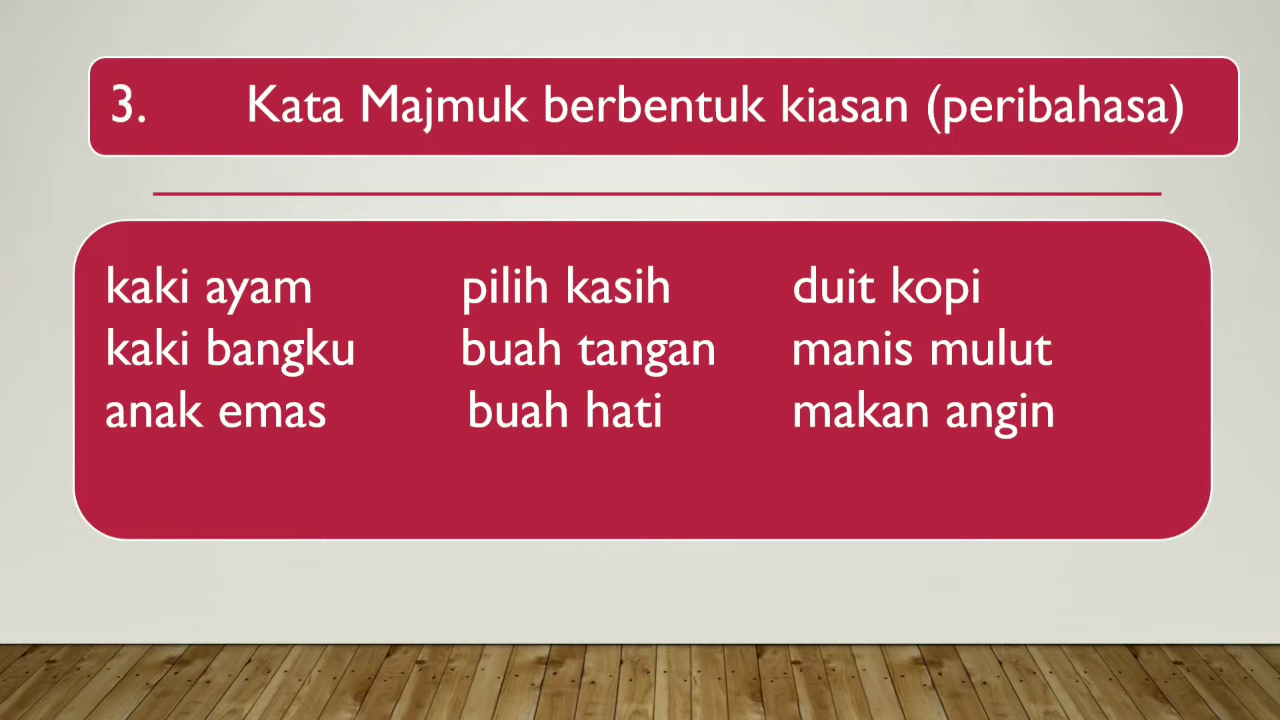 3. Kata Majmuk berbentuk kiasan (peribahasa)
kaki ayam pilih kasih duit kopi
kaki bangku buah tangan manis mulut
anak emas buah hati makan angin